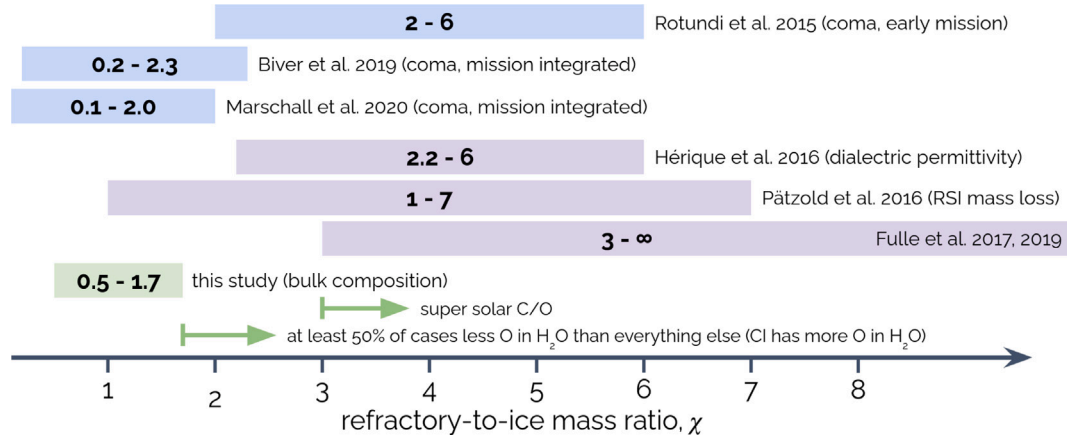 2 - 6 Rotundi et al. 2015 (coma, early mission)
0.2 - 2.3 Biver et al. 2019 (coma, mission integrated)
0.1 - 2.0 Marschall et al. 2020 (coma, mission integrated)
2.2 - 6 Hérique et al. 2016 (dialectric permittivity)
1 - 7 Pätzold et al. 2016 (RSI mass loss)
3 - ∞ Fulle et al. 2017, 2019
0.5 - 1.7 this study (bulk composition)
super solar C/O
at least 50% of cases less O in H₂O than everything else (CI has more O in H₂O)
1 2 3 4 5 6 7 8
refractory-to-ice mass ratio, χ